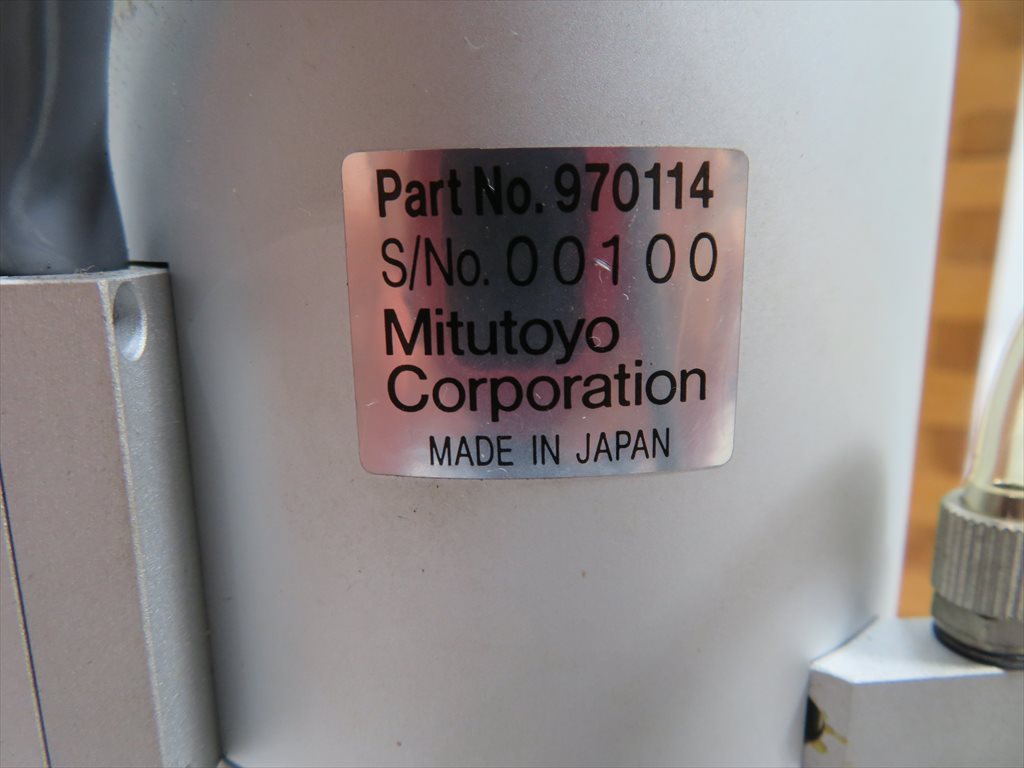 Part No. 970114
S/No. 00100
Mitutoyo
Corporation
MADE IN JAPAN